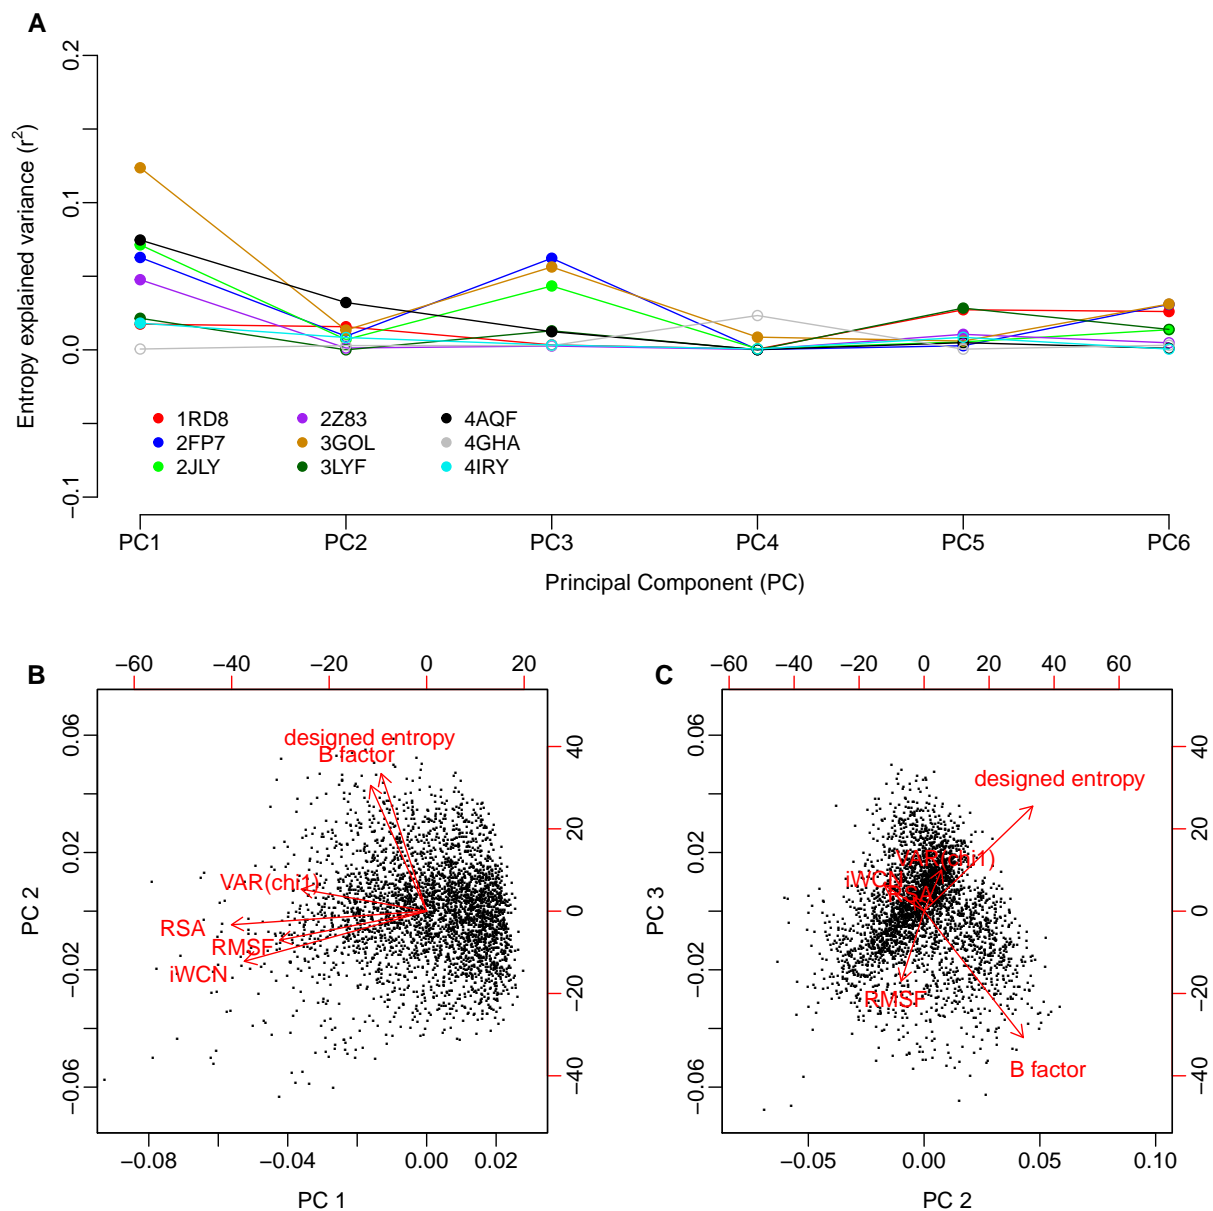 A
Entropy explained variance (r2)
0.2
0.1
0.0
−0.1
1RD8
2FP7
2JLY
2Z83
3GOL
3LYF
4AQF
4GHA
4IRY
PC1 PC2 PC3 PC4 PC5 PC6
Principal Component (PC)
B
−60 −40 −20 0 20
PC 2
0.06
0.02
−0.02
−0.06
40
20
0
−20
−40
designed entropy
B factor
VAR(chi1)
RSA
RMSF
iWCN
−0.08 −0.04 0.00 0.02
PC 1
C
−60 −40 −20 0 20 40 60
PC 3
0.06
0.02
−0.02
−0.06
40
20
0
−20
−40
designed entropy
VAR(chi1)
iWCN
RSA
RMSF
B factor
−0.05 0.00 0.05 0.10
PC 2